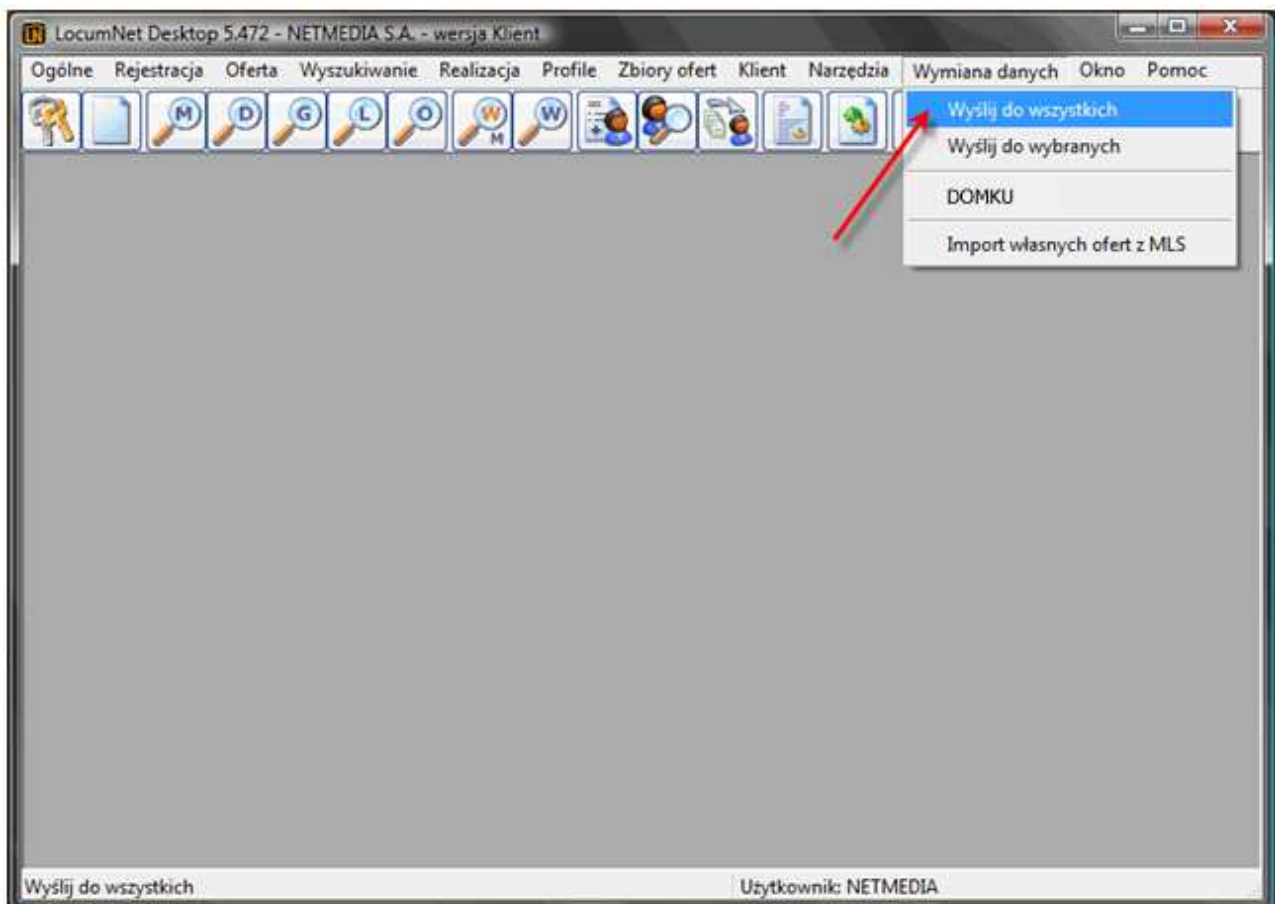 LocumNet Desktop 5.472 - NETMEDIA S.A. - wersja Klient
Ogólne Rejestracja Oferta Wyszukiwanie Realizacja Profile Zbiory ofert Klient Narzędzia Wymiana danych Okno Pomoc
M D G L O W M W
Wyślij do wszystkich
Wyślij do wybranych
DOMKU
Import własnych ofert z MLS
Wyślij do wszystkich Użytkownik: NETMEDIA